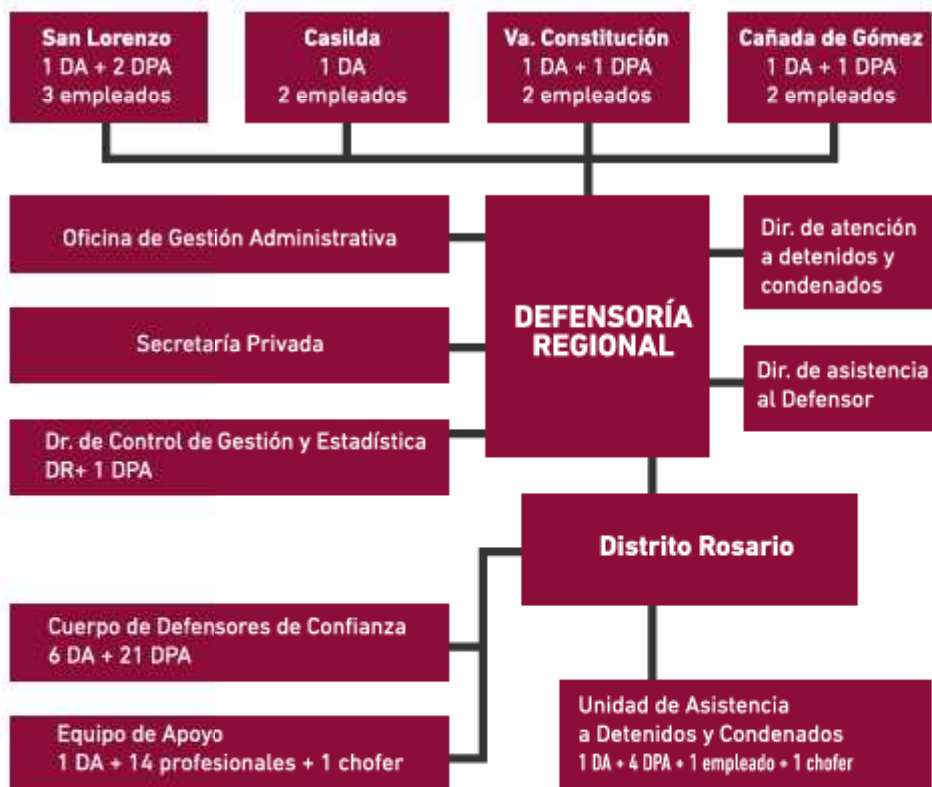 San Lorenzo
1 DA + 2 DPA
3 empleados
Casilda
1 DA
2 empleados
Va. Constitución
1 DA + 1 DPA
2 empleados
Cañada de Gómez
1 DA + 1 DPA
2 empleados
Oficina de Gestión Administrativa
Secretaría Privada
Dr. de Control de Gestión y Estadística
DR+ 1 DPA
DEFENSORÍA
REGIONAL
Dir. de atención
a detenidos y
condenados
Dir. de asistencia
al Defensor
Distrito Rosario
Cuerpo de Defensores de Confianza
6 DA + 21 DPA
Equipo de Apoyo
1 DA + 14 profesionales + 1 chofer
Unidad de Asistencia
a Detenidos y Condenados
1 DA + 4 DPA + 1 empleado + 1 chofer